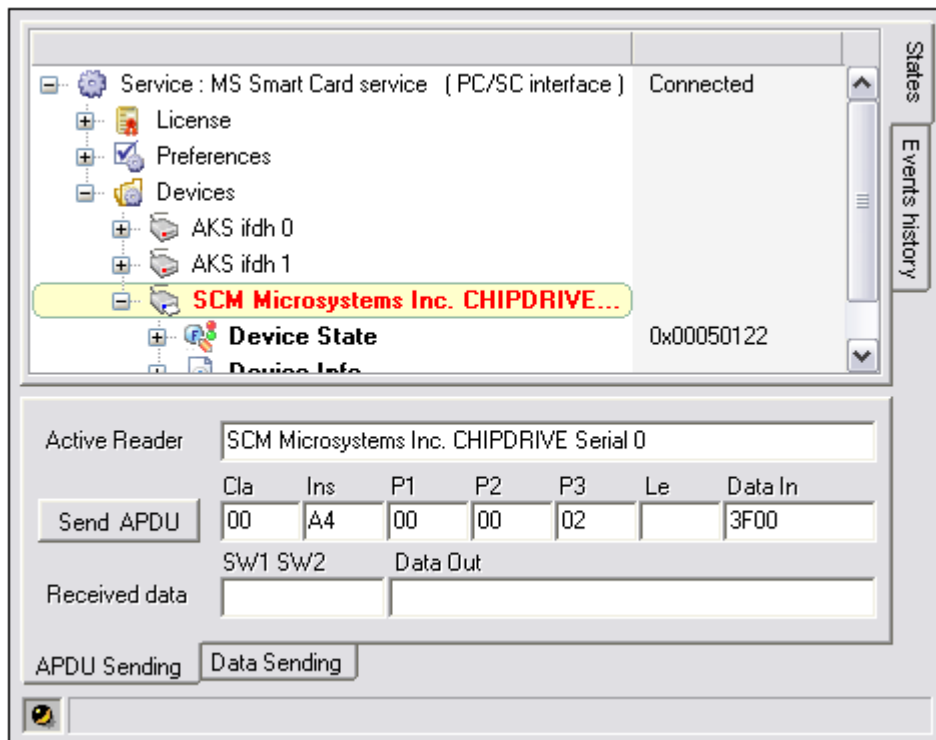 Service : MS Smart Card service ( PC/SC interface ) Connected
License
Preferences
Devices
AKS ifdh 0
AKS ifdh 1
SCM Microsystems Inc. CHIPDRIVE...
Device State 0x00050122
Device Info
States
Events history
Active Reader SCM Microsystems Inc. CHIPDRIVE Serial 0
Cla Ins P1 P2 P3 Le Data In
Send APDU 00 A4 00 00 02 3F00
SW1 SW2 Data Out
Received data
APDU Sending Data Sending